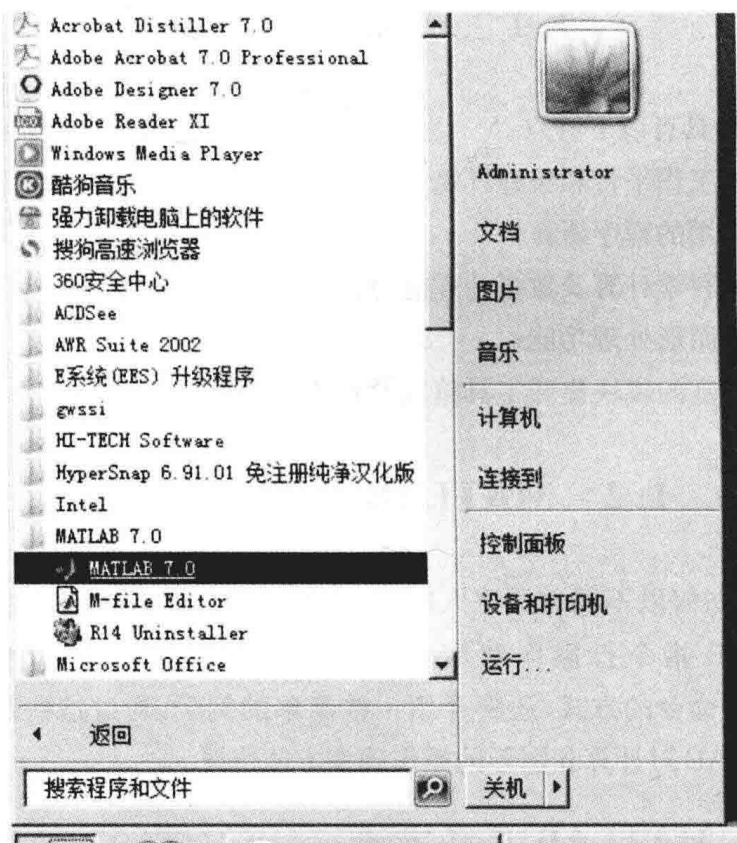 Acrobat Distiller 7.0
Adobe Acrobat 7.0 Professional
Adobe Designer 7.0
Adobe Reader XI
Windows Media Player
酷狗音乐
强力卸载电脑上的软件
搜狗高速浏览器
360安全中心
ACDSee
AWR Suite 2002
E系统(EES) 升级程序
gwssi
HI-TECH Software
HyperSnap 6.91.01 免注册纯净汉化版
Intel
MATLAB 7.0
MATLAB 7.0
M-file Editor
R14 Uninstaller
Microsoft Office
返回
搜索程序和文件
Administrator
文档
图片
音乐
计算机
连接到
控制面板
设备和打印机
运行...
关机